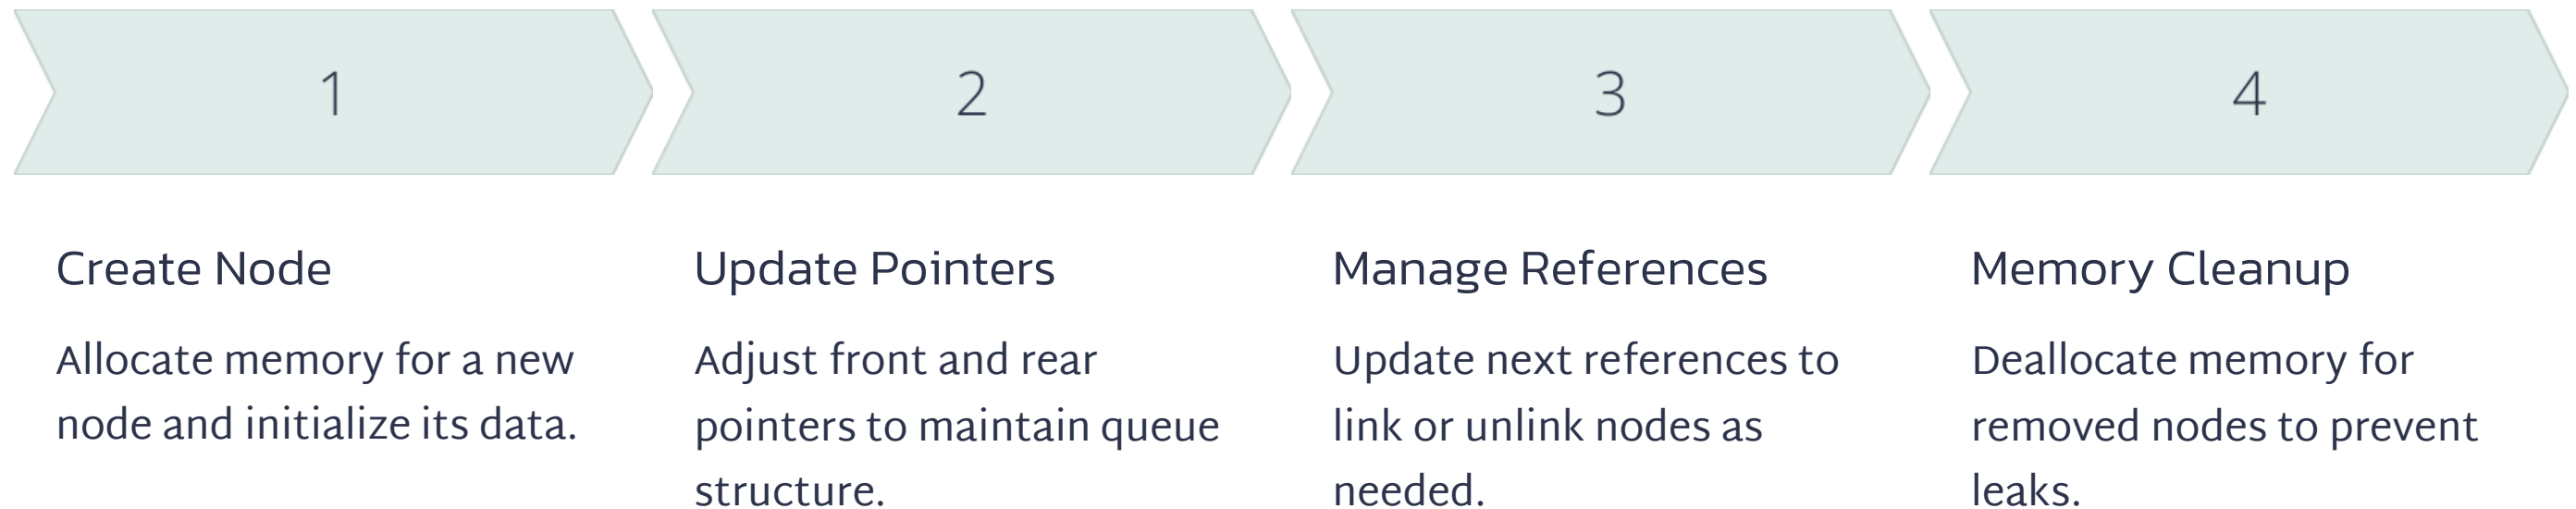 1
2
3
4
Create Node
Allocate memory for a new
node and initialize its data.
Update Pointers
Adjust front and rear
pointers to maintain queue
structure.
Manage References
Update next references to
link or unlink nodes as
needed.
Memory Cleanup
Deallocate memory for
removed nodes to prevent
leaks.